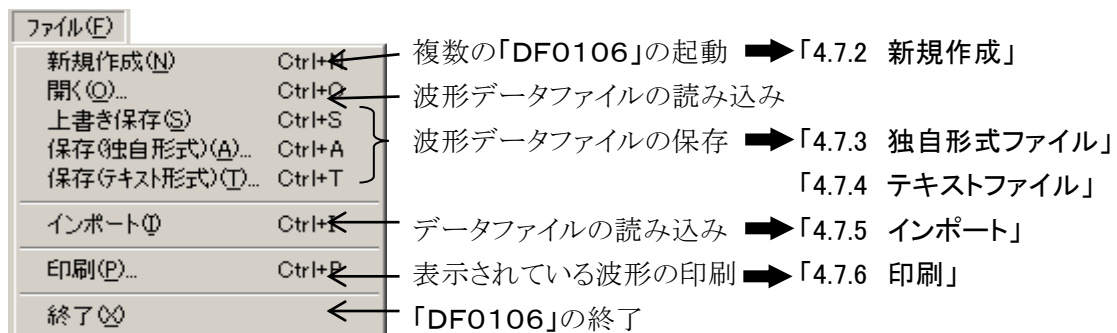 ファイル(F)
新規作成(N) Ctrl+N 複数の「DF0106」の起動 「4.7.2 新規作成」
開く(O)... Ctrl+O 波形データファイルの読み込み
上書き保存(S) Ctrl+S
保存(独自形式)(A)... Ctrl+A 波形データファイルの保存 「4.7.3 独自形式ファイル」
保存(テキスト形式)(T)... Ctrl+T 「4.7.4 テキストファイル」
インポート(I) Ctrl+I データファイルの読み込み 「4.7.5 インポート」
印刷(P)... Ctrl+P 表示されている波形の印刷 「4.7.6 印刷」
終了(X) 「DF0106」の終了